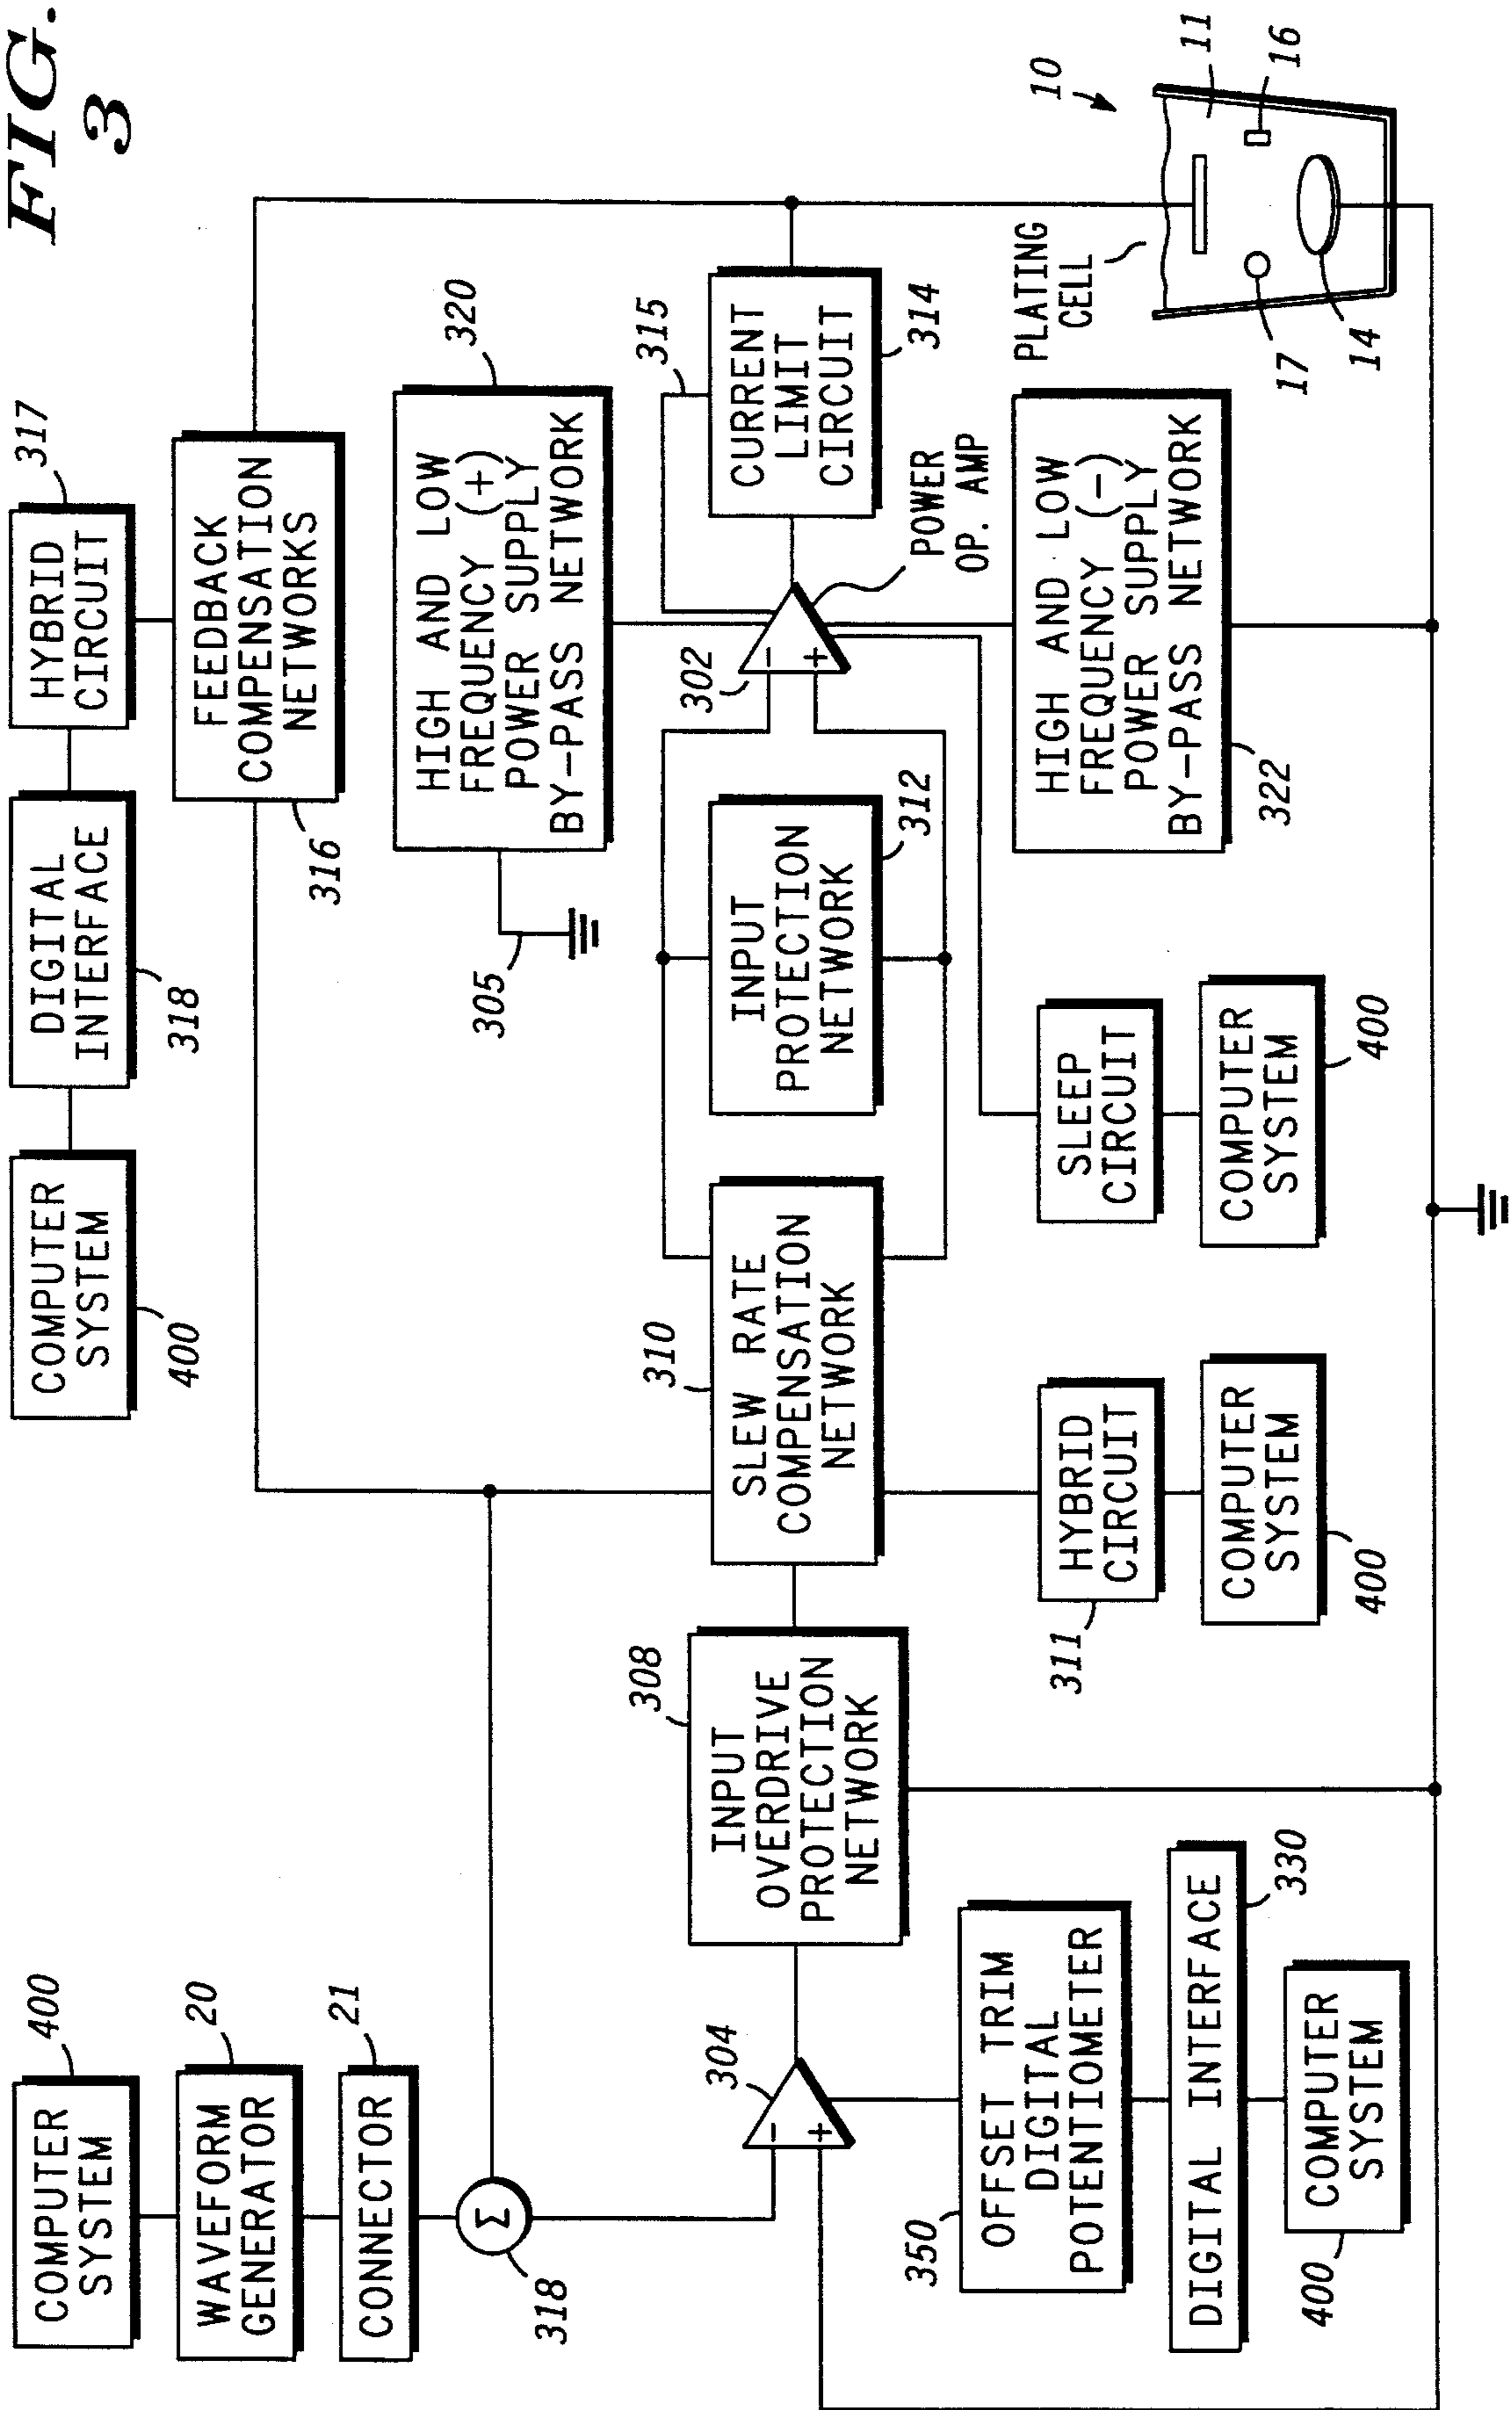 FIG. 3
COMPUTER
SYSTEM
400
WAVEFORM
GENERATOR
20
CONNECTOR
21
Σ
318
COMPUTER
SYSTEM
400
DIGITAL
INTERFACE
318
HYBRID
CIRCUIT
317
FEEDBACK
COMPENSATION
NETWORKS
316
HIGH AND LOW
FREQUENCY (+)
POWER SUPPLY
BY-PASS NETWORK
320
305
304
-
+
INPUT
OVERDRIVE
PROTECTION
NETWORK
308
SLEW RATE
COMPENSATION
NETWORK
310
INPUT
PROTECTION
NETWORK
312
302
-
+
POWER
OP. AMP
CURRENT
LIMIT
CIRCUIT
315
314
OFFSET TRIM
DIGITAL
POTENTIOMETER
350
DIGITAL INTERFACE
330
COMPUTER
SYSTEM
400
HYBRID
CIRCUIT
311
COMPUTER
SYSTEM
400
SLEEP
CIRCUIT
COMPUTER
SYSTEM
400
HIGH AND LOW
FREQUENCY (-)
POWER SUPPLY
BY-PASS NETWORK
322
PLATING
CELL
10
11
16
17
14